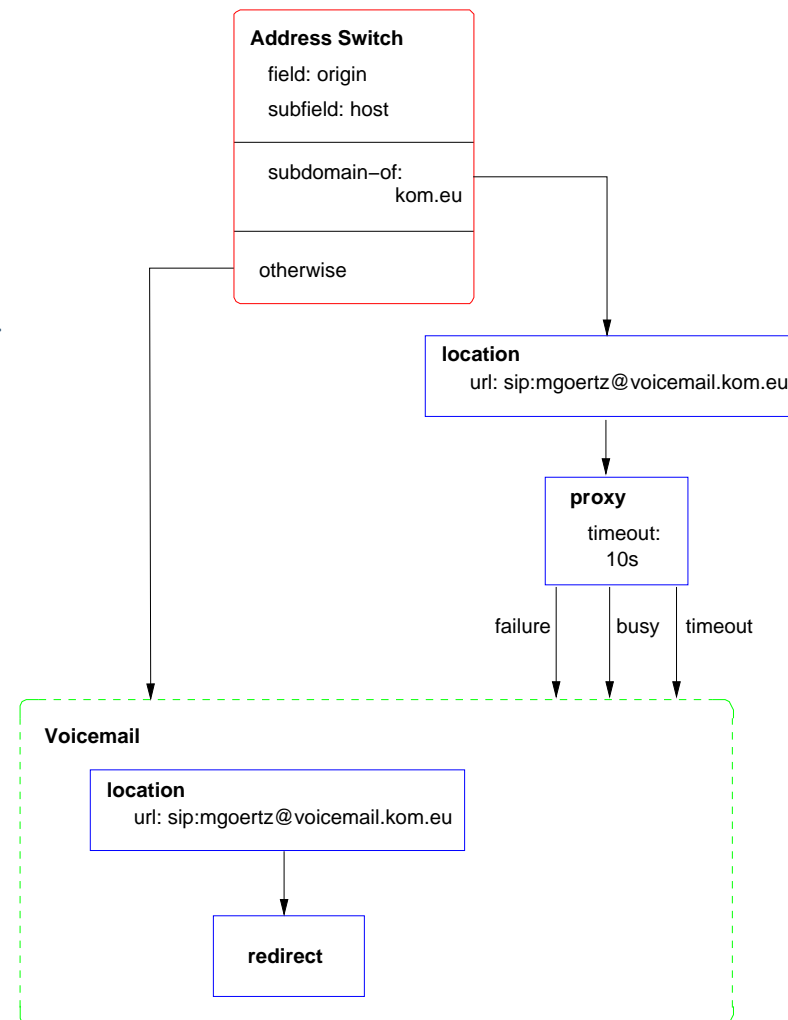 Address Switch
field: origin
subfield: host
subdomain−of:
kom.eu
otherwise
location
url: sip:mgoertz@voicemail.kom.eu
proxy
timeout:
10s
failure
busy
timeout
Voicemail
location
url: sip:mgoertz@voicemail.kom.eu
redirect